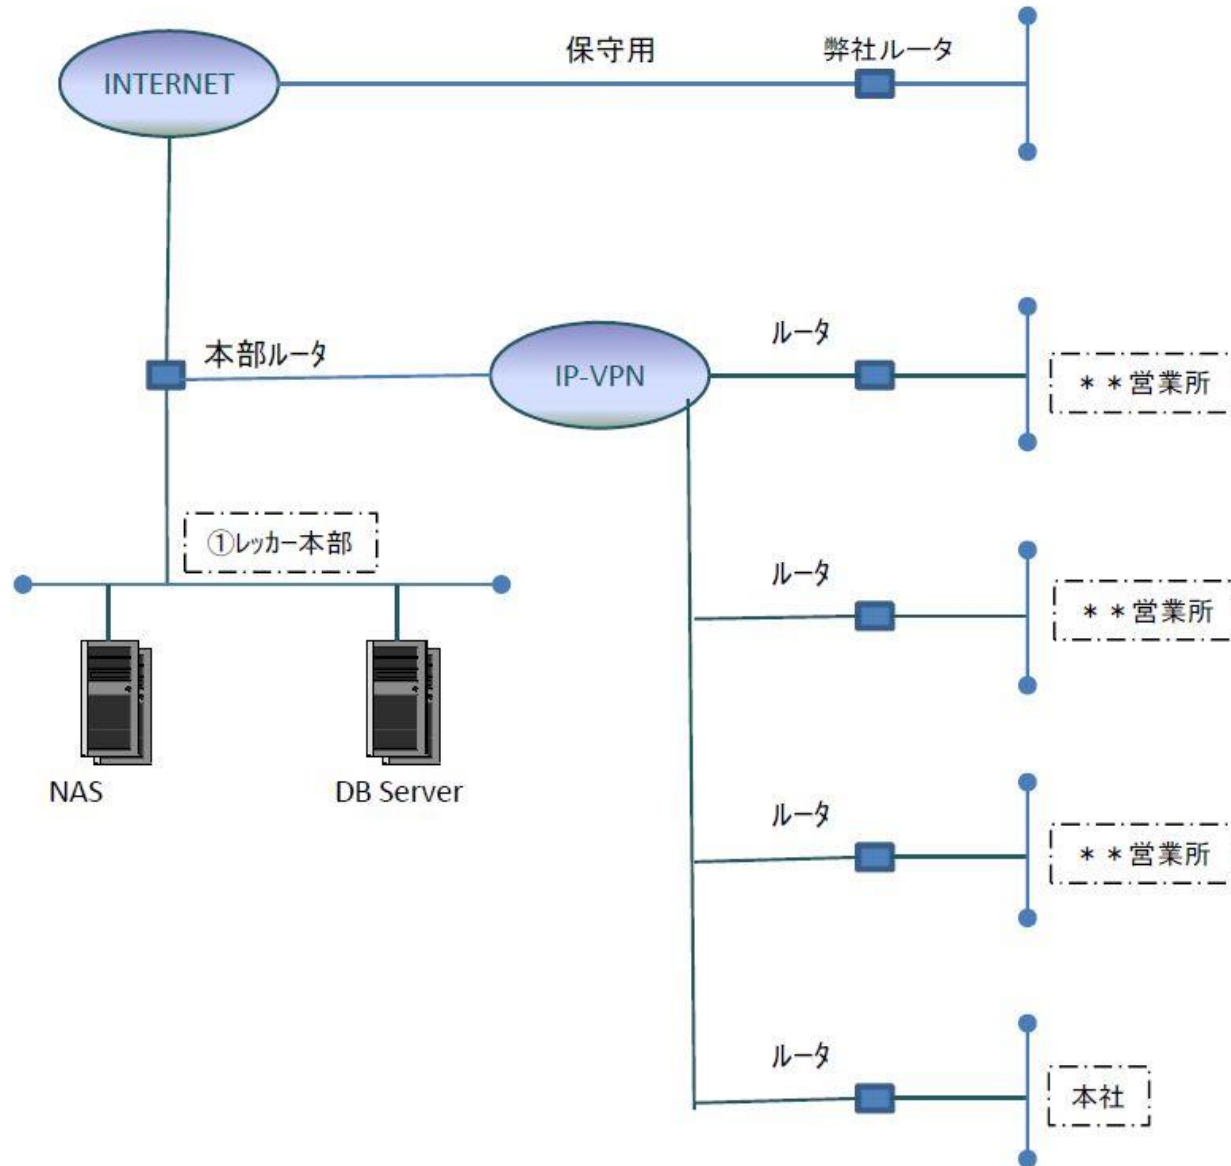 保守用
弊社ルータ
INTERNET
ルータ
本部ルータ
IP-VPN
＊＊営業所
①レッカー本部
ルータ
＊＊営業所
NAS
DB Server
ルータ
＊＊営業所
ルータ
本社